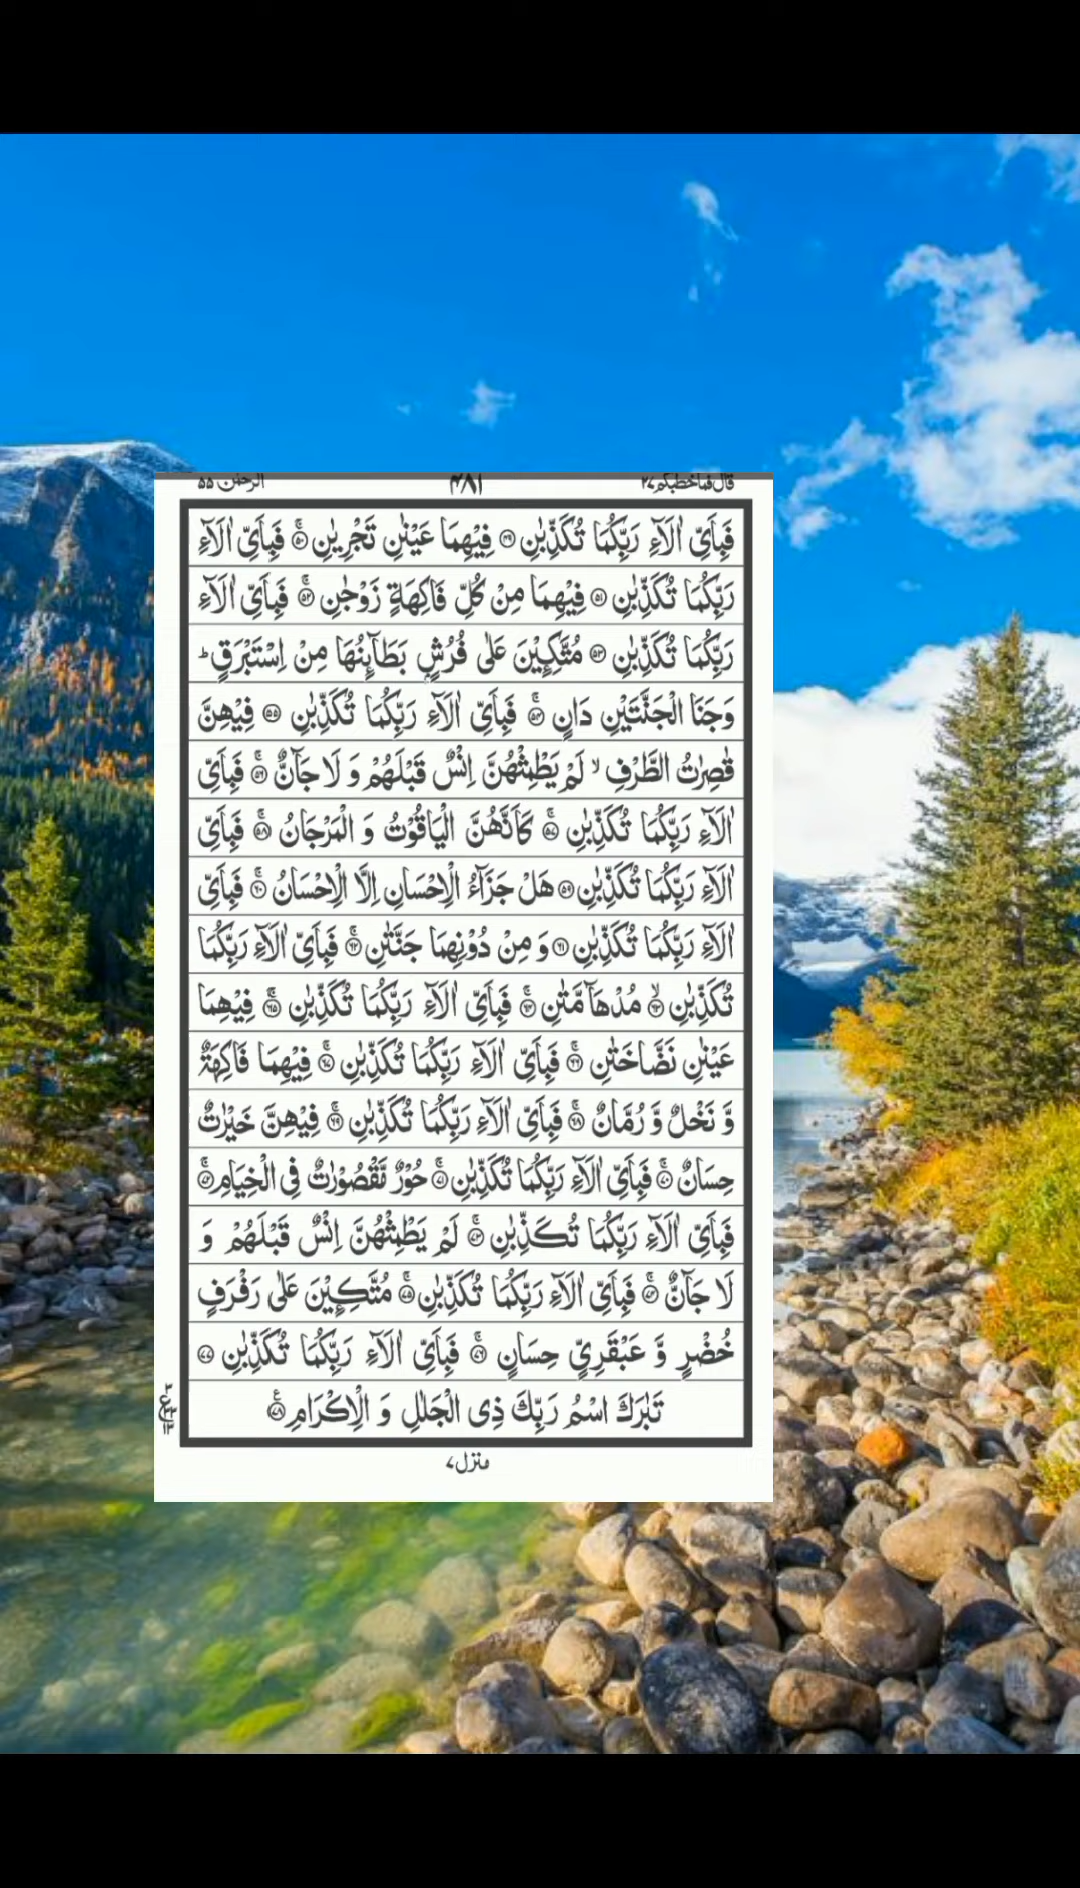 قال فما خطبكم ٢٧ ٤٨١ الرحمٰن ٥٥
فَبِاَيِّ اٰلَآءِ رَبِّكُمَا تُكَذِّبٰنِ ﴿۴۹﴾ فِيْهِمَا عَيْنٰنِ تَجْرِيٰنِ ﴿۵۰﴾ۚ فَبِاَيِّ اٰلَآءِ
رَبِّكُمَا تُكَذِّبٰنِ ﴿۵۱﴾ فِيْهِمَا مِنْ كُلِّ فَاكِهَةٍ زَوْجٰنِ ﴿۵۲﴾ۚ فَبِاَيِّ اٰلَآءِ
رَبِّكُمَا تُكَذِّبٰنِ ﴿۵۳﴾ مُتَّكِـِٕيْنَ عَلٰى فُرُشٍۭ بَطَآىِٕنُهَا مِنْ اِسْتَبْرَقٍ ؕ
وَجَنَا الْجَنَّتَيْنِ دَانٍ ﴿۵۴﴾ۚ فَبِاَيِّ اٰلَآءِ رَبِّكُمَا تُكَذِّبٰنِ ﴿۵۵﴾ فِيْهِنَّ
قٰصِرٰتُ الطَّرْفِ ۙ لَمْ يَطْمِثْهُنَّ اِنْسٌ قَبْلَهُمْ وَ لَا جَآنٌّ ﴿۵۶﴾ۚ فَبِاَيِّ
اٰلَآءِ رَبِّكُمَا تُكَذِّبٰنِ ﴿۵۷﴾ۚ كَاَنَّهُنَّ الْيَاقُوْتُ وَ الْمَرْجَانُ ﴿۵۸﴾ۚ فَبِاَيِّ
اٰلَآءِ رَبِّكُمَا تُكَذِّبٰنِ ﴿۵۹﴾ هَلْ جَزَآءُ الْاِحْسَانِ اِلَّا الْاِحْسَانُ ﴿۶۰﴾ۚ فَبِاَيِّ
اٰلَآءِ رَبِّكُمَا تُكَذِّبٰنِ ﴿۶۱﴾ وَ مِنْ دُوْنِهِمَا جَنَّتٰنِ ﴿۶۲﴾ۚ فَبِاَيِّ اٰلَآءِ رَبِّكُمَا
تُكَذِّبٰنِ ﴿۶۳﴾ۙ مُدْهَآمَّتٰنِ ﴿۶۴﴾ۚ فَبِاَيِّ اٰلَآءِ رَبِّكُمَا تُكَذِّبٰنِ ﴿۶۵﴾ۚ فِيْهِمَا
عَيْنٰنِ نَضَّاخَتٰنِ ﴿۶۶﴾ۚ فَبِاَيِّ اٰلَآءِ رَبِّكُمَا تُكَذِّبٰنِ ﴿۶۷﴾ۚ فِيْهِمَا فَاكِهَةٌ
وَّ نَخْلٌ وَّ رُمَّانٌ ﴿۶۸﴾ۚ فَبِاَيِّ اٰلَآءِ رَبِّكُمَا تُكَذِّبٰنِ ﴿۶۹﴾ۚ فِيْهِنَّ خَيْرٰتٌ
حِسَانٌ ﴿۷۰﴾ۚ فَبِاَيِّ اٰلَآءِ رَبِّكُمَا تُكَذِّبٰنِ ﴿۷۱﴾ۚ حُوْرٌ مَّقْصُوْرٰتٌ فِى الْخِيَامِ ﴿۷۲﴾ۚ
فَبِاَيِّ اٰلَآءِ رَبِّكُمَا تُكَذِّبٰنِ ﴿۷۳﴾ۚ لَمْ يَطْمِثْهُنَّ اِنْسٌ قَبْلَهُمْ وَ
لَا جَآنٌّ ﴿۷۴﴾ۚ فَبِاَيِّ اٰلَآءِ رَبِّكُمَا تُكَذِّبٰنِ ﴿۷۵﴾ۚ مُتَّكِـِٕيْنَ عَلٰى رَفْرَفٍ
خُضْرٍ وَّ عَبْقَرِيٍّ حِسَانٍ ﴿۷۶﴾ۚ فَبِاَيِّ اٰلَآءِ رَبِّكُمَا تُكَذِّبٰنِ ﴿۷۷﴾
تَبٰرَكَ اسْمُ رَبِّكَ ذِى الْجَلٰلِ وَ الْاِكْرَامِ ﴿۷۸﴾
منزل ٧